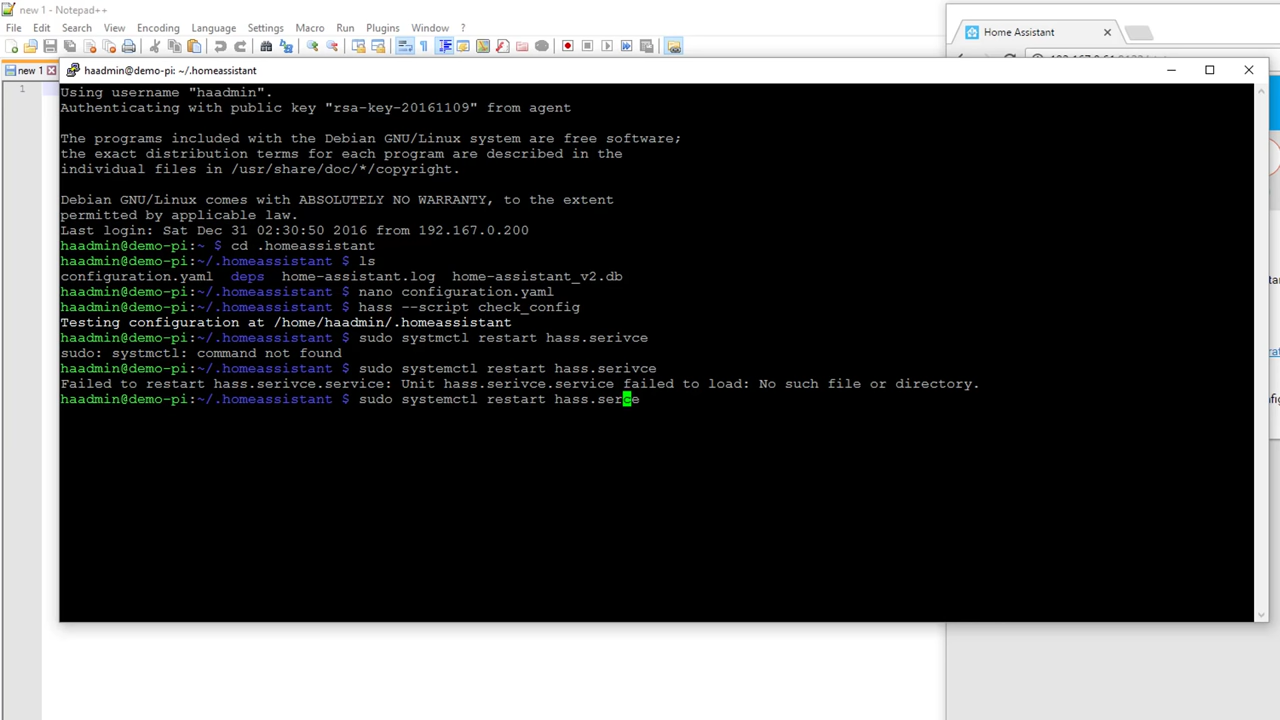 new 1 - Notepad++
File Edit Search View Encoding Language Settings Macro Run Plugins Window ?
new 1
1
Home Assistant
haadmin@demo-pi: ~/.homeassistant
Using username "haadmin".
Authenticating with public key "rsa-key-20161109" from agent
The programs included with the Debian GNU/Linux system are free software;
the exact distribution terms for each program are described in the
individual files in /usr/share/doc/*/copyright.
Debian GNU/Linux comes with ABSOLUTELY NO WARRANTY, to the extent
permitted by applicable law.
Last login: Sat Dec 31 02:30:50 2016 from 192.167.0.200
haadmin@demo-pi:~ $ cd .homeassistant
haadmin@demo-pi:~/.homeassistant $ ls
configuration.yaml deps home-assistant.log home-assistant_v2.db
haadmin@demo-pi:~/.homeassistant $ nano configuration.yaml
haadmin@demo-pi:~/.homeassistant $ hass --script check_config
Testing configuration at /home/haadmin/.homeassistant
haadmin@demo-pi:~/.homeassistant $ sudo systmctl restart hass.serivce
sudo: systmctl: command not found
haadmin@demo-pi:~/.homeassistant $ sudo systemctl restart hass.serivce
Failed to restart hass.serivce.service: Unit hass.serivce.service failed to load: No such file or directory.
haadmin@demo-pi:~/.homeassistant $ sudo systemctl restart hass.serce